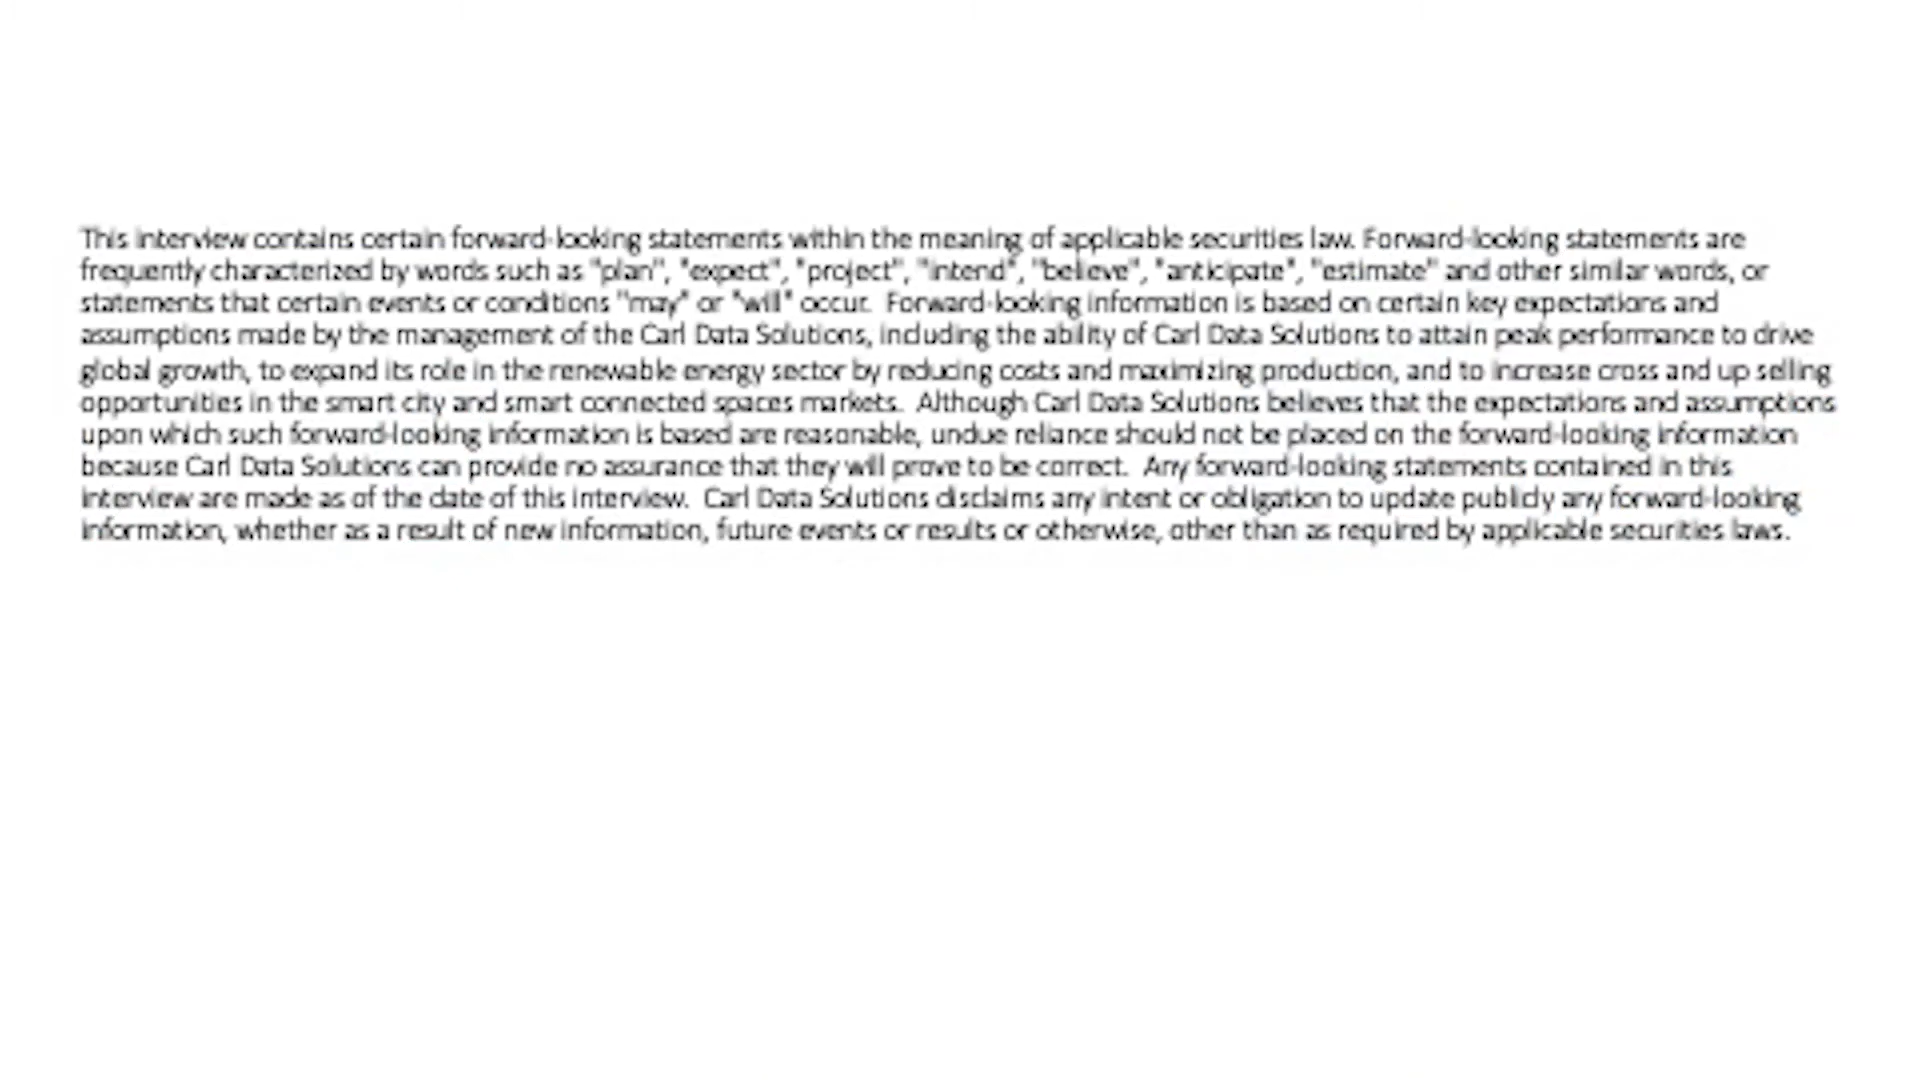 This interview contains certain forward-looking statements within the meaning of applicable securities law. Forward-looking statements are
frequently characterized by words such as "plan", "expect", "project", "intend", "believe", "anticipate", "estimate" and other similar words, or
statements that certain events or conditions "may" or "will" occur.  Forward-looking information is based on certain key expectations and
assumptions made by the management of the Carl Data Solutions, including the ability of Carl Data Solutions to attain peak performance to drive
global growth, to expand its role in the renewable energy sector by reducing costs and maximizing production, and to increase cross and up selling
opportunities in the smart city and smart connected spaces markets.  Although Carl Data Solutions believes that the expectations and assumptions
upon which such forward-looking information is based are reasonable, undue reliance should not be placed on the forward-looking information
because Carl Data Solutions can provide no assurance that they will prove to be correct.  Any forward-looking statements contained in this
interview are made as of the date of this interview.  Carl Data Solutions disclaims any intent or obligation to update publicly any forward-looking
information, whether as a result of new information, future events or results or otherwise, other than as required by applicable securities laws.